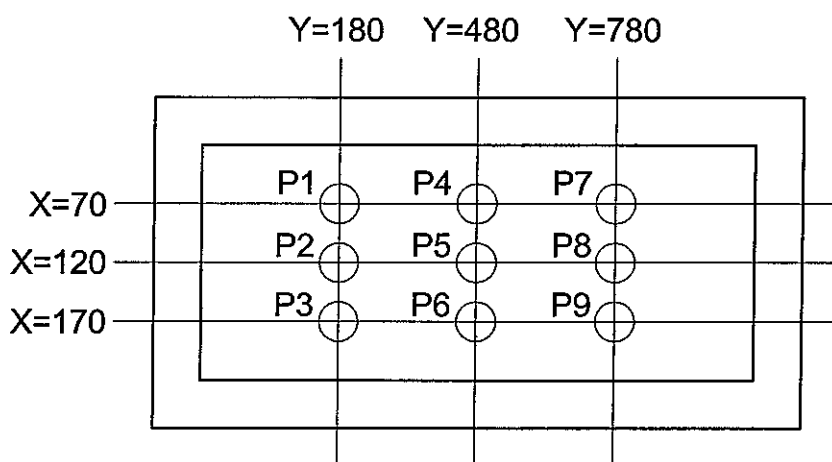 Y=180 Y=480 Y=780
P1 P4 P7
X=70
P2 P5 P8
X=120
P3 P6 P9
X=170